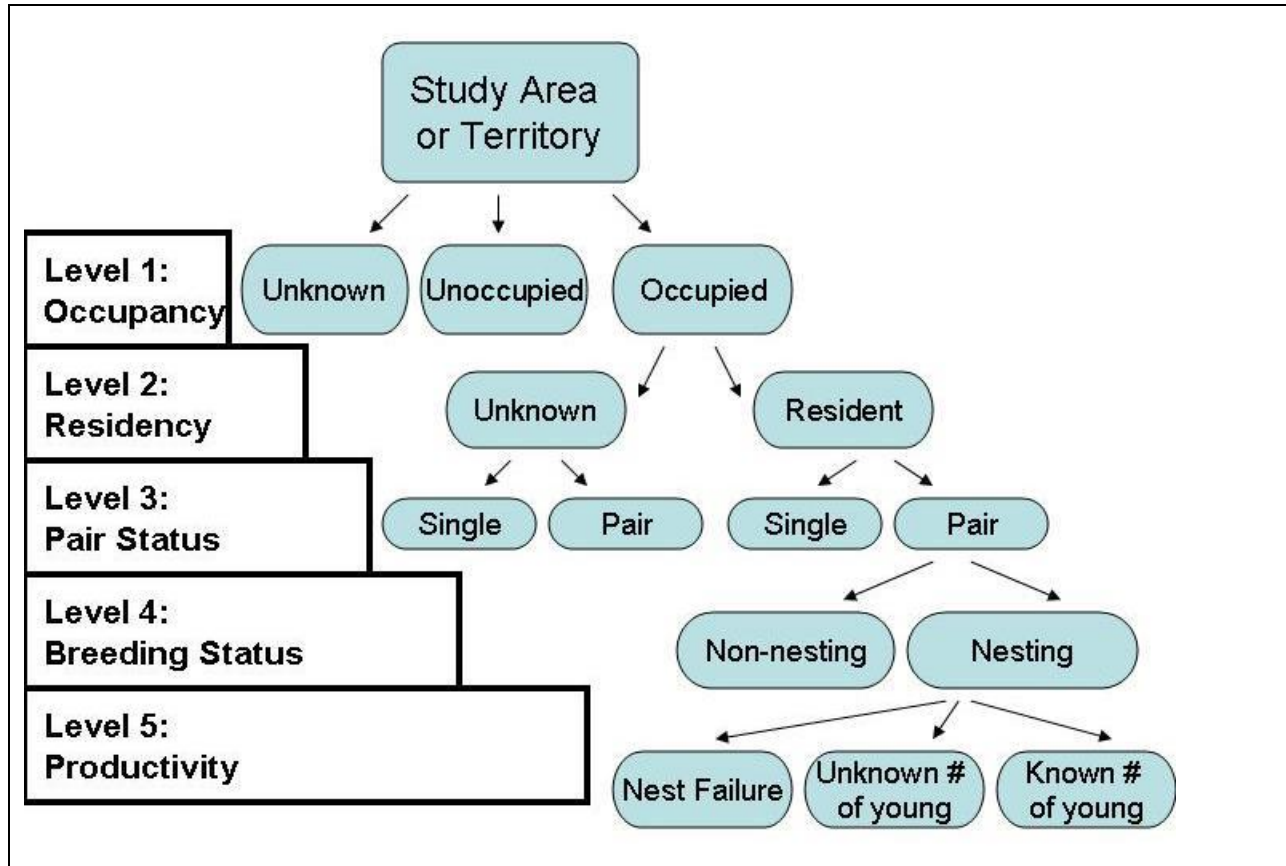 Study Area
or Territory
Level 1:
Occupancy
Unknown
Unoccupied
Occupied
Level 2:
Residency
Unknown
Resident
Level 3:
Pair Status
Single
Pair
Single
Pair
Level 4:
Breeding Status
Non-nesting
Nesting
Level 5:
Productivity
Nest Failure
Unknown #
of young
Known #
of young